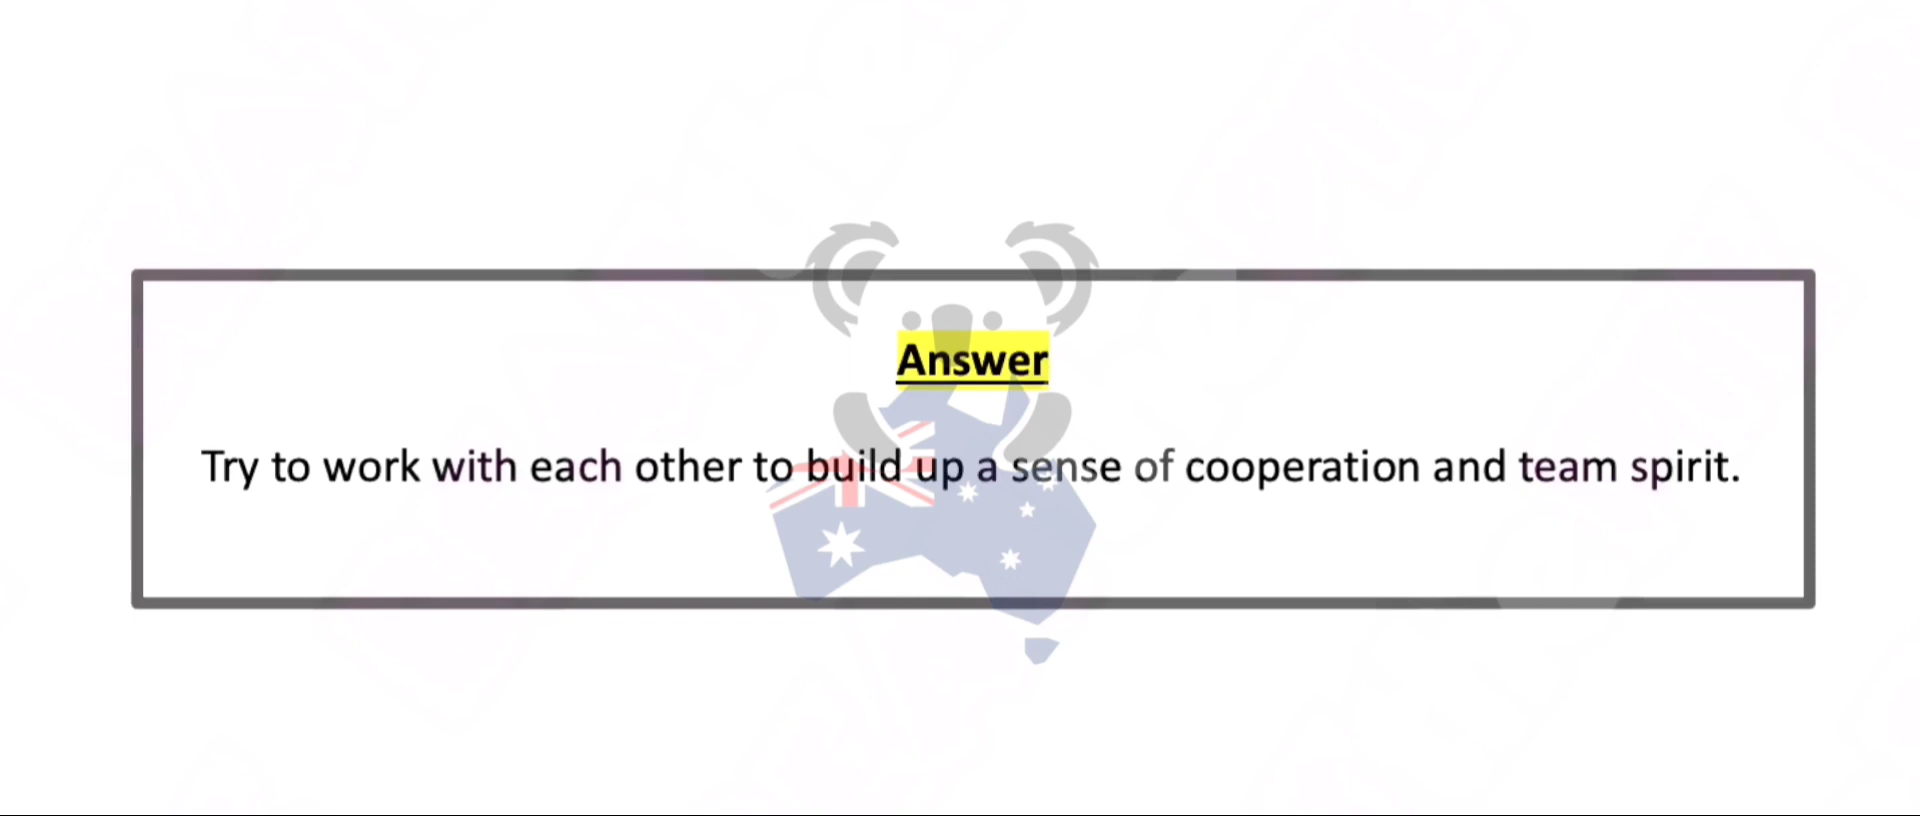 Answer
Try to work with each other to build up a sense of cooperation and team spirit.